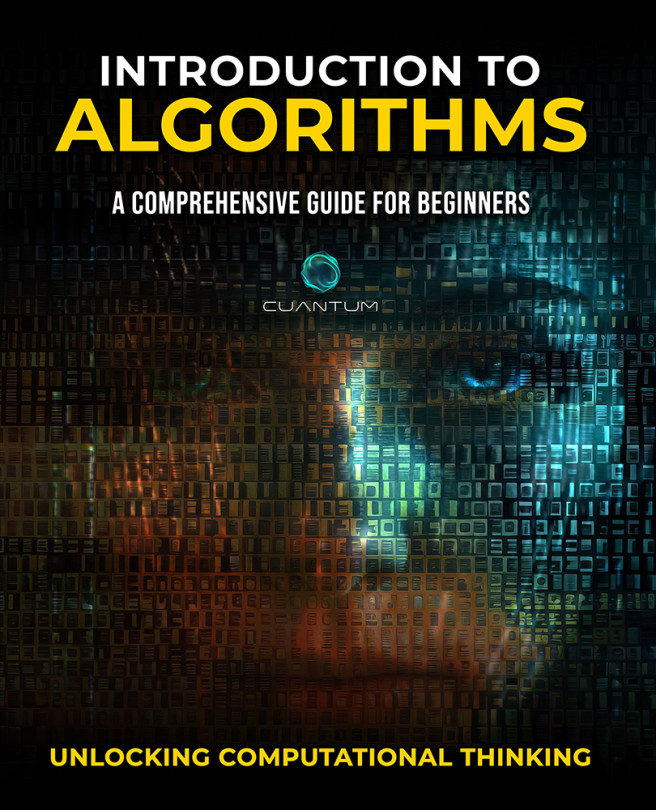 INTRODUCTION TO
ALGORITHMS
A COMPREHENSIVE GUIDE FOR BEGINNERS
CUANTUM
UNLOCKING COMPUTATIONAL THINKING